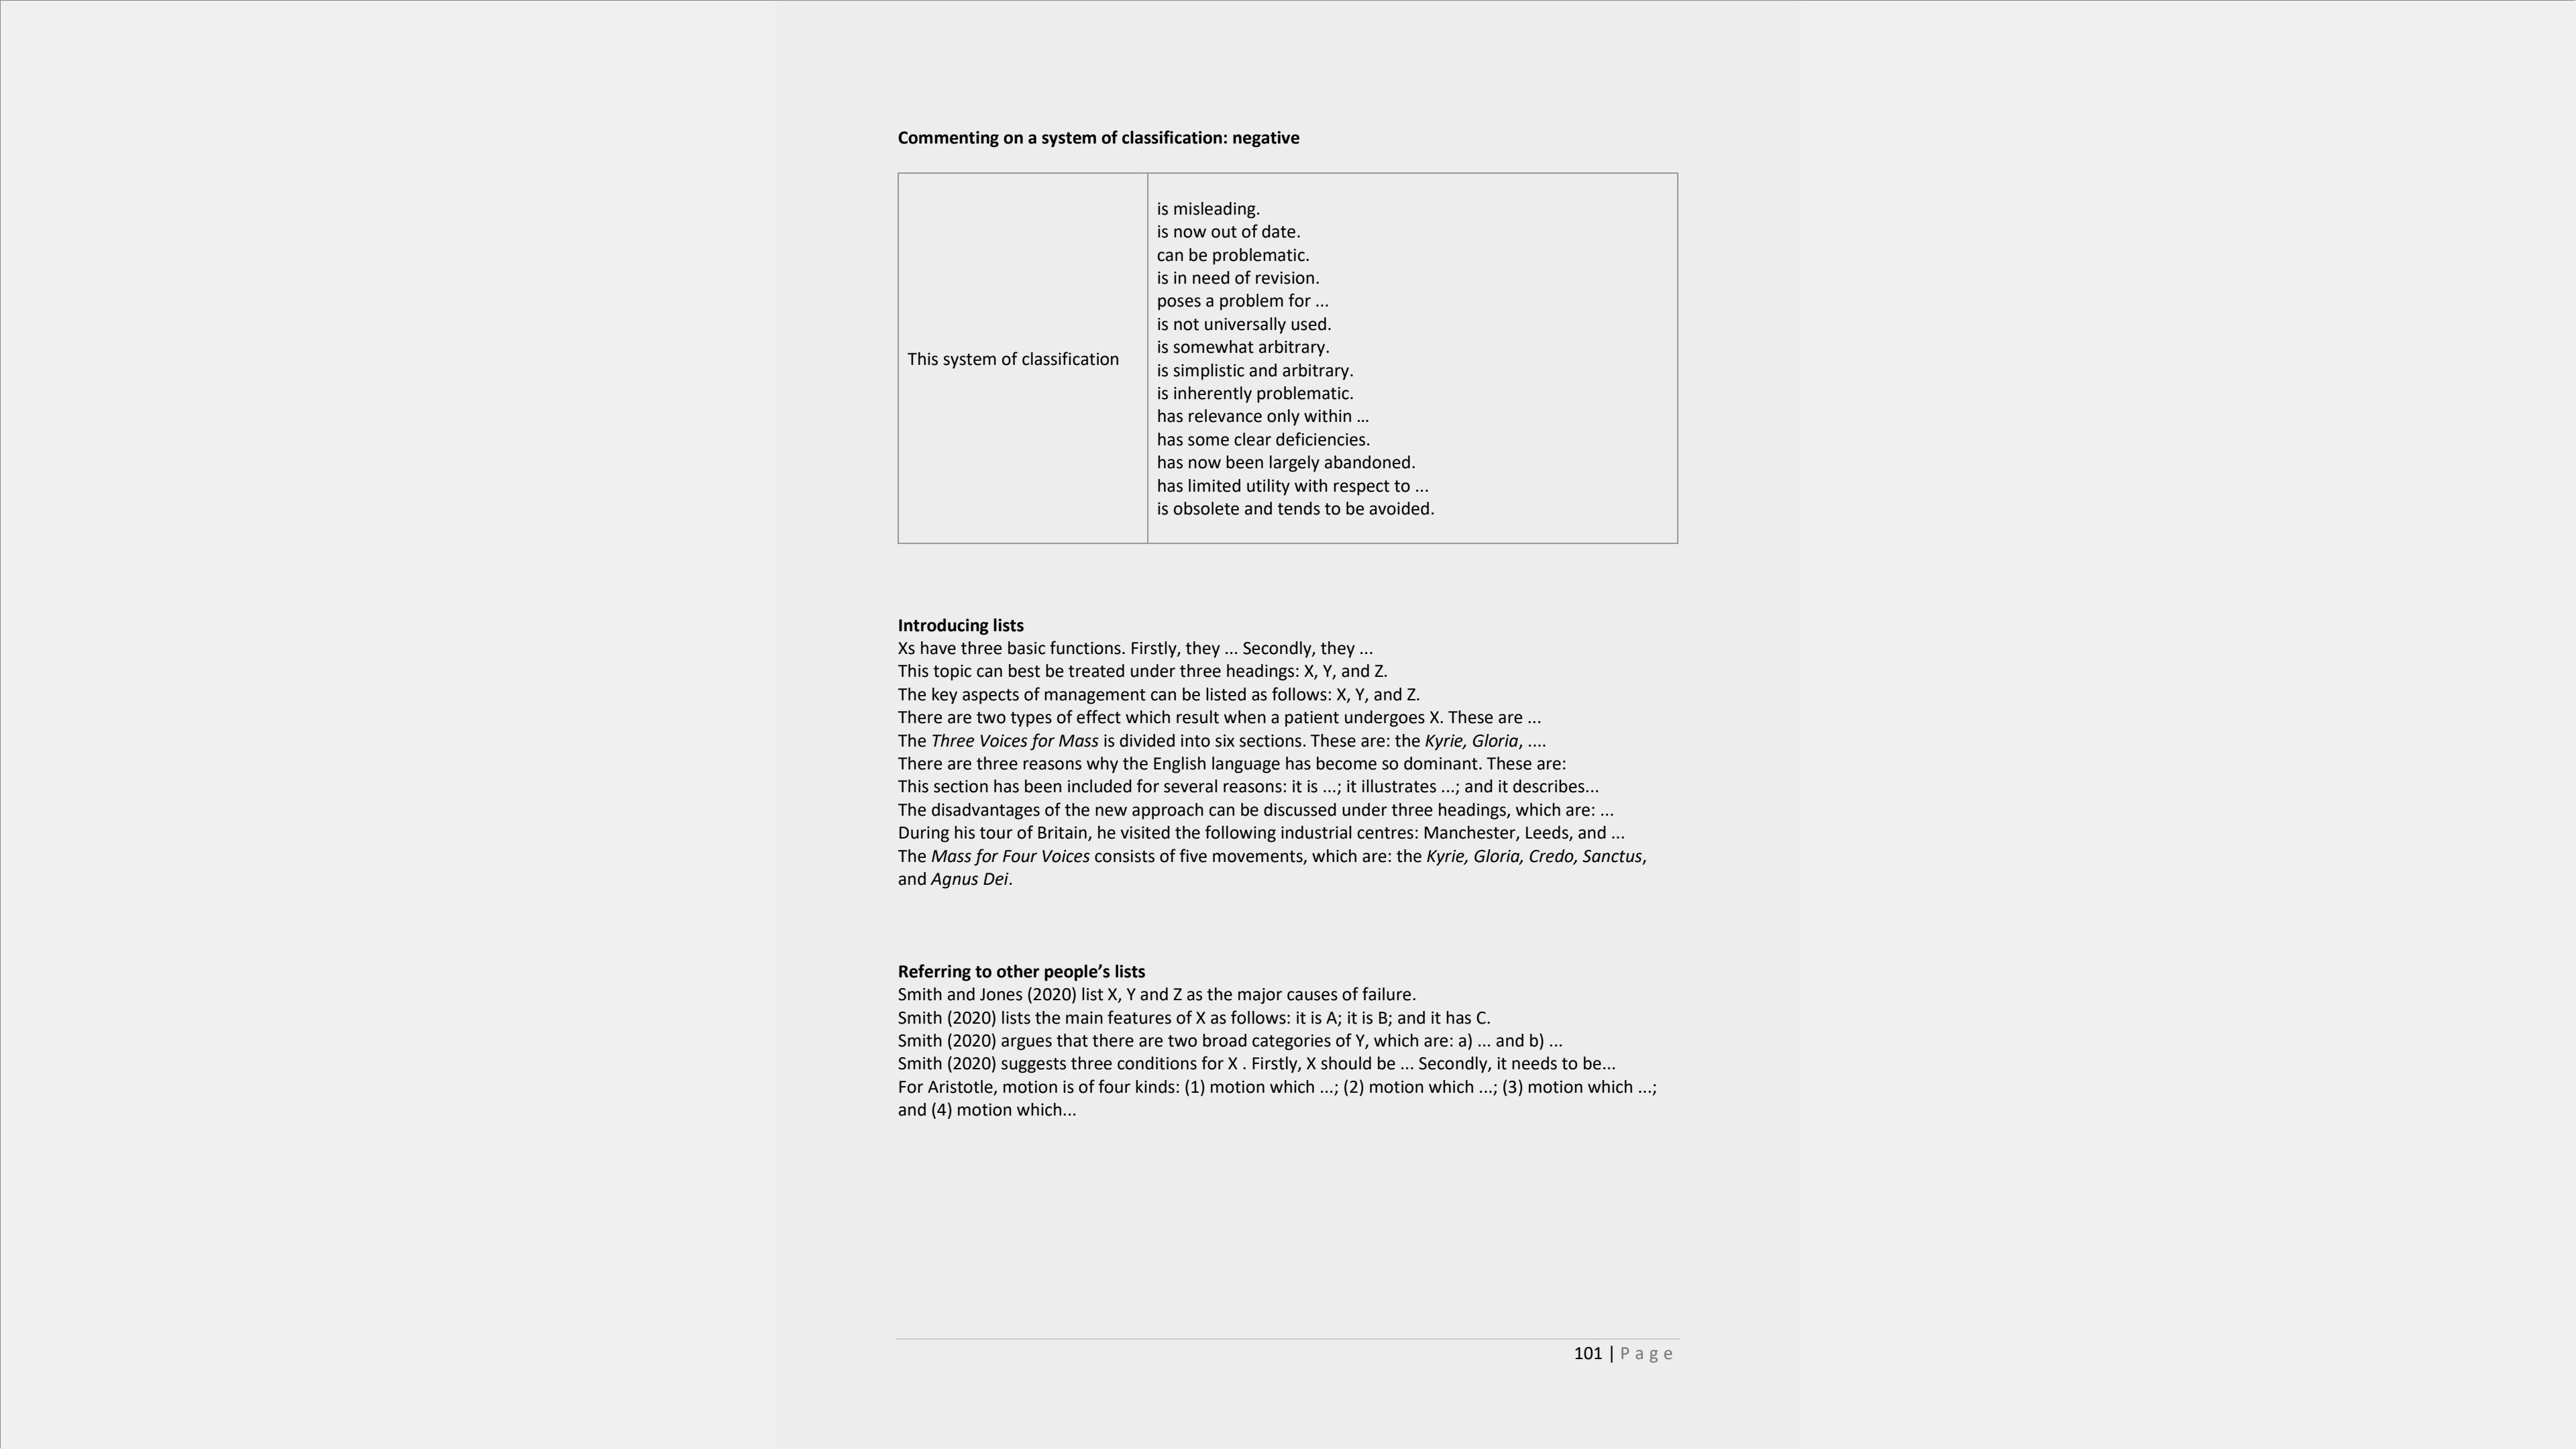 Commenting on a system of classification: negative
This system of classification
is misleading.
is now out of date.
can be problematic.
is in need of revision.
poses a problem for ...
is not universally used.
is somewhat arbitrary.
is simplistic and arbitrary.
is inherently problematic.
has relevance only within …
has some clear deficiencies.
has now been largely abandoned.
has limited utility with respect to ...
is obsolete and tends to be avoided.
Introducing lists
Xs have three basic functions. Firstly, they ... Secondly, they ...
This topic can best be treated under three headings: X, Y, and Z.
The key aspects of management can be listed as follows: X, Y, and Z.
There are two types of effect which result when a patient undergoes X. These are ...
The Three Voices for Mass is divided into six sections. These are: the Kyrie, Gloria, ....
There are three reasons why the English language has become so dominant. These are:
This section has been included for several reasons: it is ...; it illustrates ...; and it describes...
The disadvantages of the new approach can be discussed under three headings, which are: ...
During his tour of Britain, he visited the following industrial centres: Manchester, Leeds, and ...
The Mass for Four Voices consists of five movements, which are: the Kyrie, Gloria, Credo, Sanctus,
and Agnus Dei.
Referring to other people’s lists
Smith and Jones (2020) list X, Y and Z as the major causes of failure.
Smith (2020) lists the main features of X as follows: it is A; it is B; and it has C.
Smith (2020) argues that there are two broad categories of Y, which are: a) ... and b) ...
Smith (2020) suggests three conditions for X . Firstly, X should be ... Secondly, it needs to be...
For Aristotle, motion is of four kinds: (1) motion which ...; (2) motion which ...; (3) motion which ...;
and (4) motion which...
101 | Page